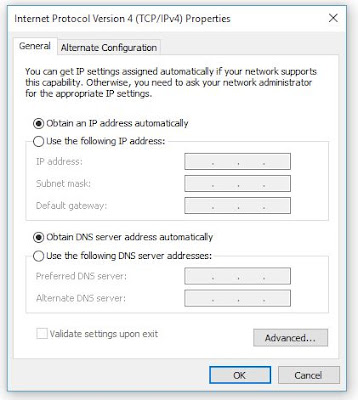 Internet Protocol Version 4 (TCP/IPv4) Properties
General
Alternate Configuration
You can get IP settings assigned automatically if your network supports
this capability. Otherwise, you need to ask your network administrator
for the appropriate IP settings.
Obtain an IP address automatically
Use the following IP address:
IP address:
Subnet mask:
Default gateway:
Obtain DNS server address automatically
Use the following DNS server addresses:
Preferred DNS server:
Alternate DNS server:
Validate settings upon exit
Advanced...
OK
Cancel